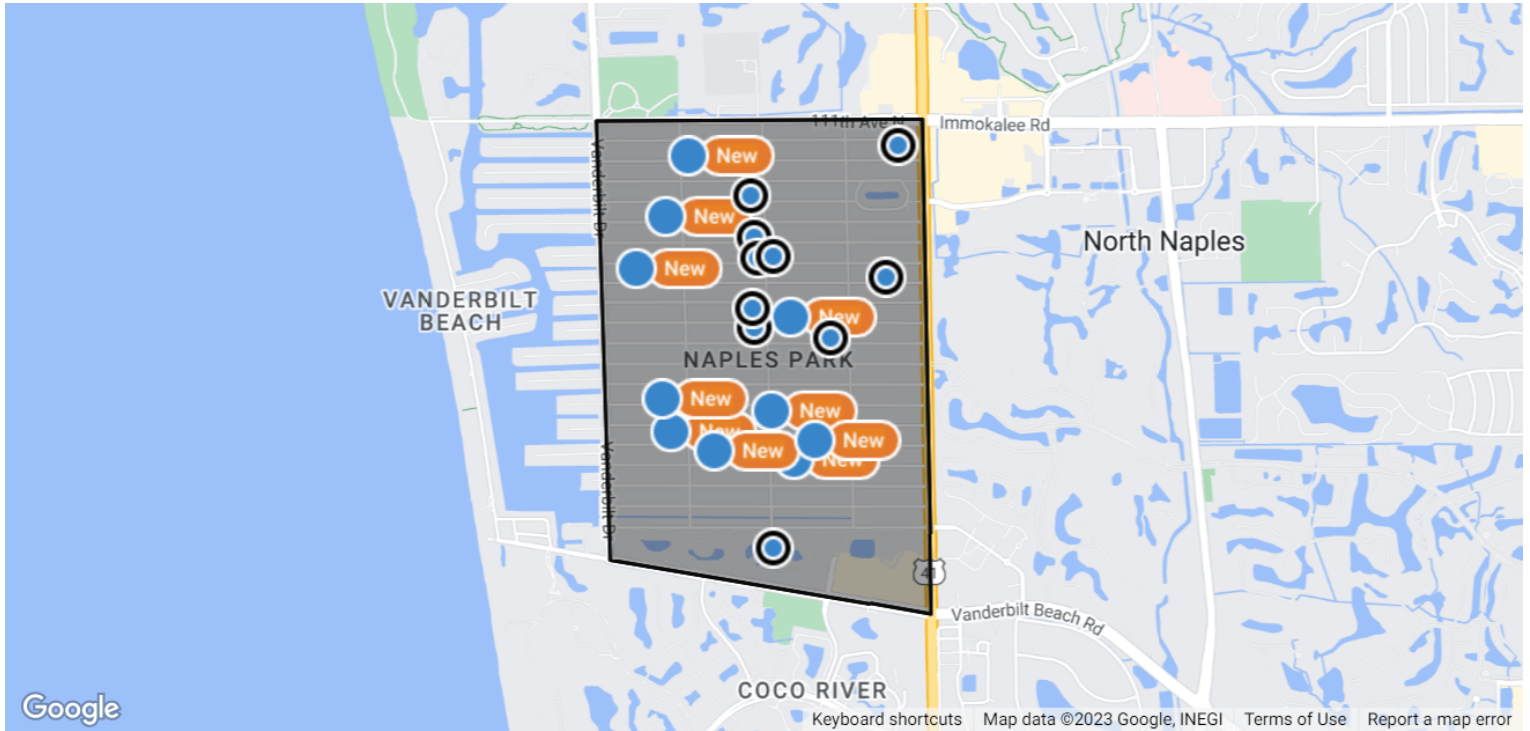 111th Ave N
Immokalee Rd
New
Vanderbilt Dr
New
North Naples
New
VANDERBILT
BEACH
New
NAPLES PARK
New
New
New
New
New
New
Vanderbilt Dr
41
Vanderbilt Beach Rd
COCO RIVER
Google
Keyboard shortcuts Map data ©2023 Google, INEGI Terms of Use Report a map error